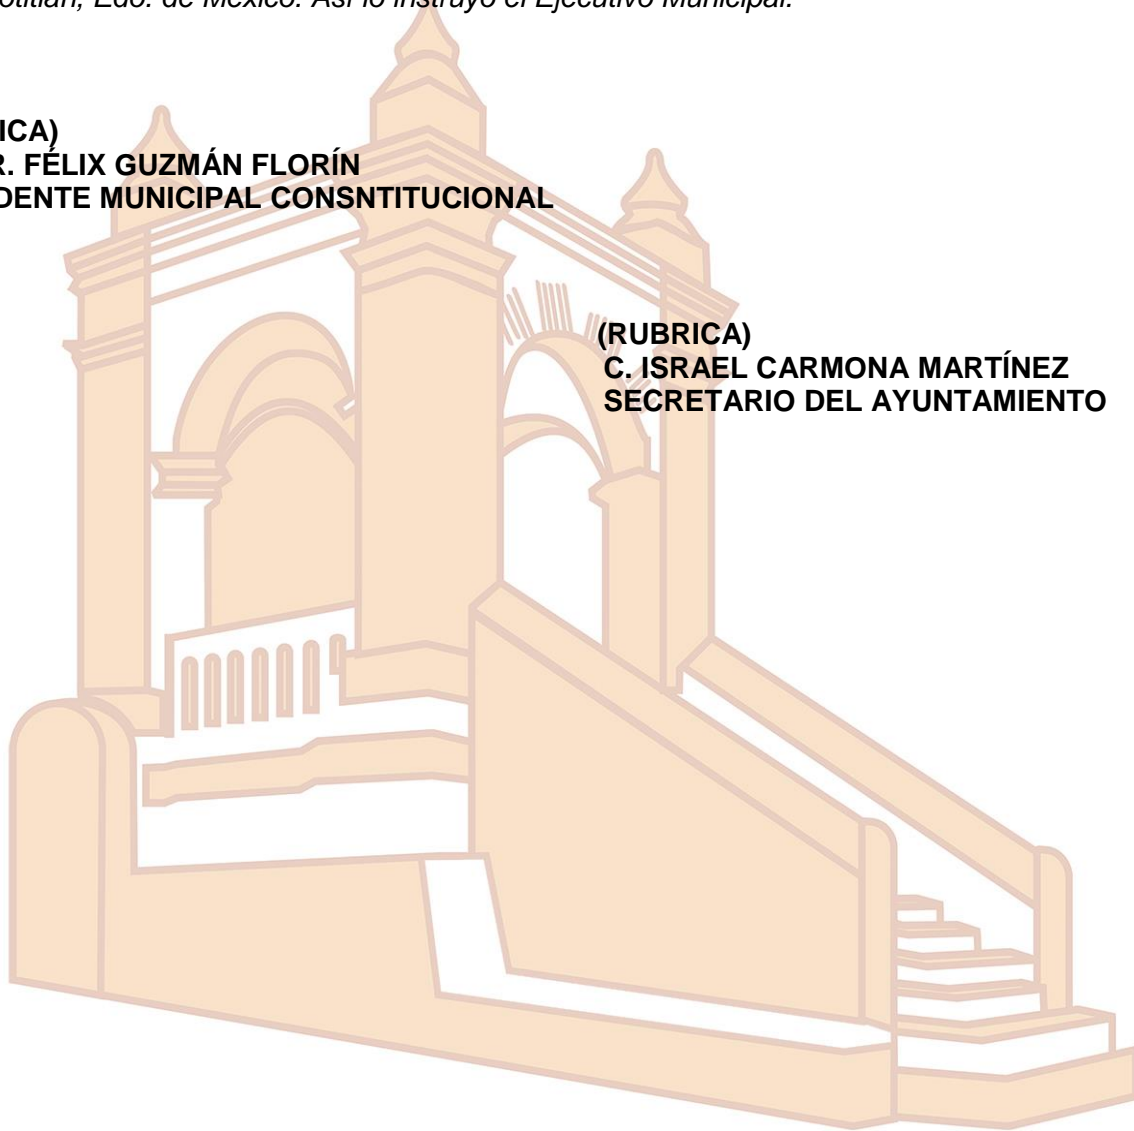 otitlán, Edo. de México. Así lo instruyó el Ejecutivo Municipal.
ICA)
R. FÉLIX GUZMÁN FLORÍN
DENTE MUNICIPAL CONSNTITUCIONAL
(RUBRICA)
C. ISRAEL CARMONA MARTÍNEZ
SECRETARIO DEL AYUNTAMIENTO